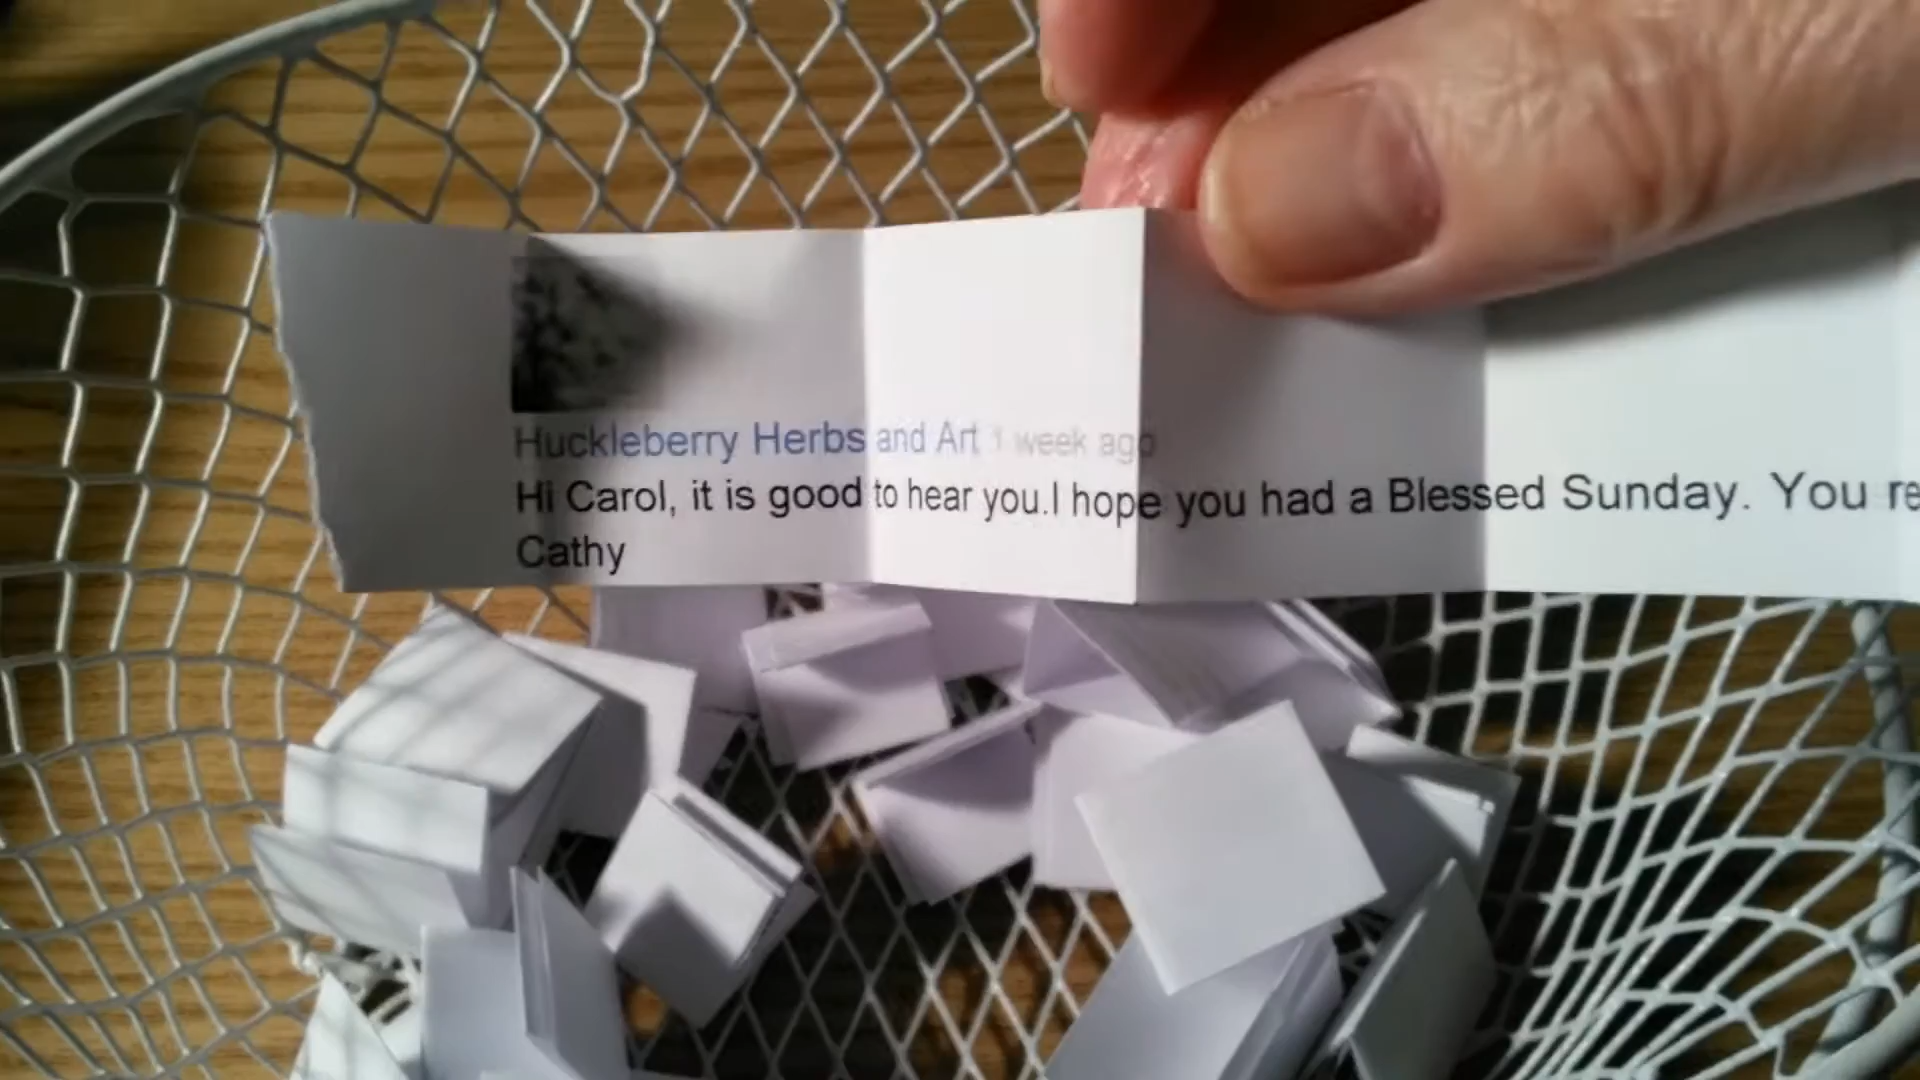 Huckleberry Herbs and Art 1 week ago
Hi Carol, it is good to hear you.I hope you had a Blessed Sunday. You
Cathy